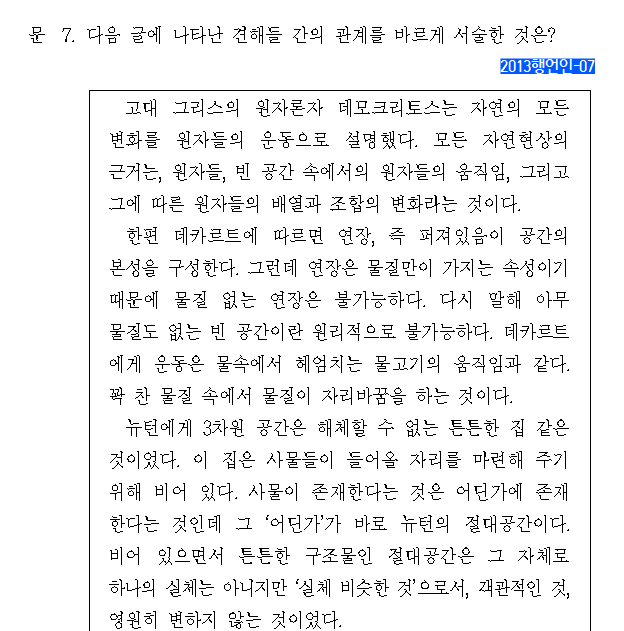 문 7. 다음 글에 나타난 견해들 간의 관계를 바르게 서술한 것은?
2013행언인-07
고대 그리스의 원자론자 데모크리토스는 자연의 모든
변화를 원자들의 운동으로 설명했다. 모든 자연현상의
근거는, 원자들, 빈 공간 속에서의 원자들의 움직임, 그리고
그에 따른 원자들의 배열과 조합의 변화라는 것이다.
한편 데카르트에 따르면 연장, 즉 퍼져있음이 공간의
본성을 구성한다. 그런데 연장은 물질만이 가지는 속성이기
때문에 물질 없는 연장은 불가능하다. 다시 말해 아무
물질도 없는 빈 공간이란 원리적으로 불가능하다. 데카르트
에게 운동은 물속에서 헤엄치는 물고기의 움직임과 같다.
꽉 찬 물질 속에서 물질이 자리바꿈을 하는 것이다.
뉴턴에게 3차원 공간은 해체할 수 없는 튼튼한 집 같은
것이었다. 이 집은 사물들이 들어올 자리를 마련해 주기
위해 비어 있다. 사물이 존재한다는 것은 어딘가에 존재
한다는 것인데 그 ‘어딘가’가 바로 뉴턴의 절대공간이다.
비어 있으면서 튼튼한 구조물인 절대공간은 그 자체로
하나의 실체는 아니지만 ‘실체 비슷한 것’으로서, 객관적인 것,
영원히 변하지 않는 것이었다.